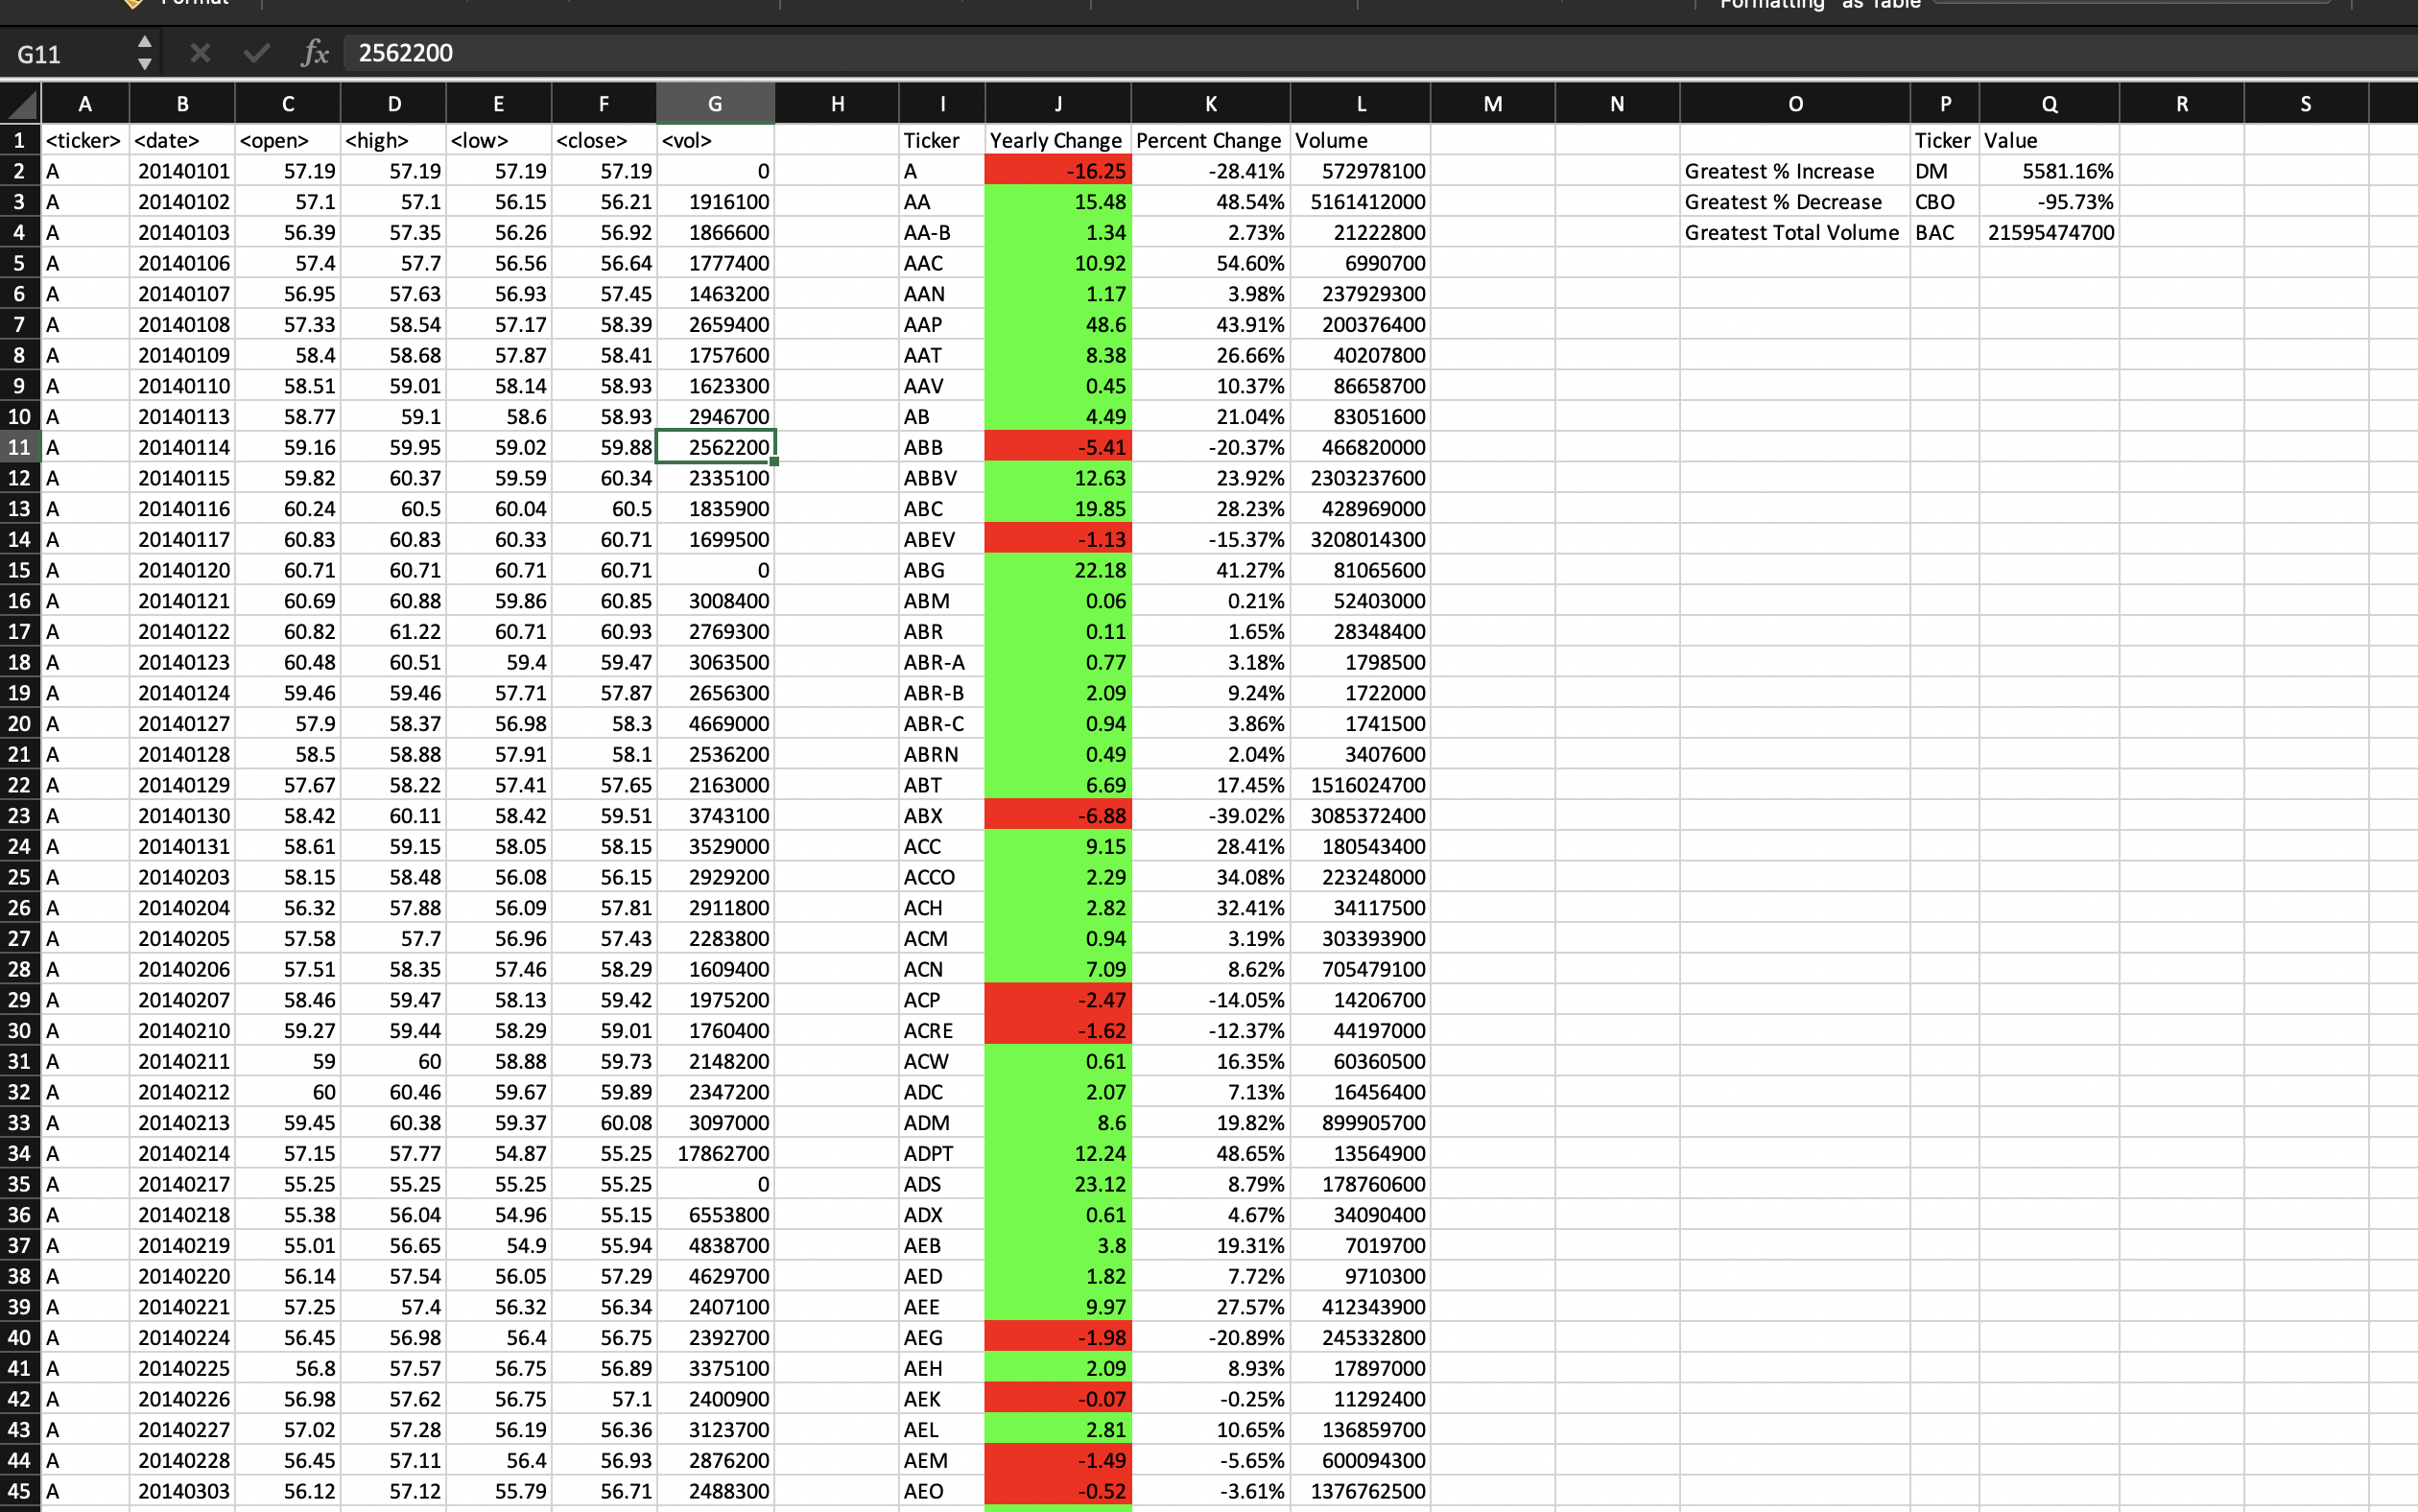 Format Formatting as Table
G11 fx 2562200
A B C D E F G H I J K L M N O P Q R S
1 <ticker> <date> <open> <high> <low> <close> <vol> Ticker Yearly Change Percent Change Volume Ticker Value
2 A 20140101 57.19 57.19 57.19 57.19 0 A -16.25 -28.41% 572978100 Greatest % Increase DM 5581.16%
3 A 20140102 57.1 57.1 56.15 56.21 1916100 AA 15.48 48.54% 5161412000 Greatest % Decrease CBO -95.73%
4 A 20140103 56.39 57.35 56.26 56.92 1866600 AA-B 1.34 2.73% 21222800 Greatest Total Volume BAC 21595474700
5 A 20140106 57.4 57.7 56.56 56.64 1777400 AAC 10.92 54.60% 6990700
6 A 20140107 56.95 57.63 56.93 57.45 1463200 AAN 1.17 3.98% 237929300
7 A 20140108 57.33 58.54 57.17 58.39 2659400 AAP 48.6 43.91% 200376400
8 A 20140109 58.4 58.68 57.87 58.41 1757600 AAT 8.38 26.66% 40207800
9 A 20140110 58.51 59.01 58.14 58.93 1623300 AAV 0.45 10.37% 86658700
10 A 20140113 58.77 59.1 58.6 58.93 2946700 AB 4.49 21.04% 83051600
11 A 20140114 59.16 59.95 59.02 59.88 2562200 ABB -5.41 -20.37% 466820000
12 A 20140115 59.82 60.37 59.59 60.34 2335100 ABBV 12.63 23.92% 2303237600
13 A 20140116 60.24 60.5 60.04 60.5 1835900 ABC 19.85 28.23% 428969000
14 A 20140117 60.83 60.83 60.33 60.71 1699500 ABEV -1.13 -15.37% 3208014300
15 A 20140120 60.71 60.71 60.71 60.71 0 ABG 22.18 41.27% 81065600
16 A 20140121 60.69 60.88 59.86 60.85 3008400 ABM 0.06 0.21% 52403000
17 A 20140122 60.82 61.22 60.71 60.93 2769300 ABR 0.11 1.65% 28348400
18 A 20140123 60.48 60.51 59.4 59.47 3063500 ABR-A 0.77 3.18% 1798500
19 A 20140124 59.46 59.46 57.71 57.87 2656300 ABR-B 2.09 9.24% 1722000
20 A 20140127 57.9 58.37 56.98 58.3 4669000 ABR-C 0.94 3.86% 1741500
21 A 20140128 58.5 58.88 57.91 58.1 2536200 ABRN 0.49 2.04% 3407600
22 A 20140129 57.67 58.22 57.41 57.65 2163000 ABT 6.69 17.45% 1516024700
23 A 20140130 58.42 60.11 58.42 59.51 3743100 ABX -6.88 -39.02% 3085372400
24 A 20140131 58.61 59.15 58.05 58.15 3529000 ACC 9.15 28.41% 180543400
25 A 20140203 58.15 58.48 56.08 56.15 2929200 ACCO 2.29 34.08% 223248000
26 A 20140204 56.32 57.88 56.09 57.81 2911800 ACH 2.82 32.41% 34117500
27 A 20140205 57.58 57.7 56.96 57.43 2283800 ACM 0.94 3.19% 303393900
28 A 20140206 57.51 58.35 57.46 58.29 1609400 ACN 7.09 8.62% 705479100
29 A 20140207 58.46 59.47 58.13 59.42 1975200 ACP -2.47 -14.05% 14206700
30 A 20140210 59.27 59.44 58.29 59.01 1760400 ACRE -1.62 -12.37% 44197000
31 A 20140211 59 60 58.88 59.73 2148200 ACW 0.61 16.35% 60360500
32 A 20140212 60 60.46 59.67 59.89 2347200 ADC 2.07 7.13% 16456400
33 A 20140213 59.45 60.38 59.37 60.08 3097000 ADM 8.6 19.82% 899905700
34 A 20140214 57.15 57.77 54.87 55.25 17862700 ADPT 12.24 48.65% 13564900
35 A 20140217 55.25 55.25 55.25 55.25 0 ADS 23.12 8.79% 178760600
36 A 20140218 55.38 56.04 54.96 55.15 6553800 ADX 0.61 4.67% 34090400
37 A 20140219 55.01 56.65 54.9 55.94 4838700 AEB 3.8 19.31% 7019700
38 A 20140220 56.14 57.54 56.05 57.29 4629700 AED 1.82 7.72% 9710300
39 A 20140221 57.25 57.4 56.32 56.34 2407100 AEE 9.97 27.57% 412343900
40 A 20140224 56.45 56.98 56.4 56.75 2392700 AEG -1.98 -20.89% 245332800
41 A 20140225 56.8 57.57 56.75 56.89 3375100 AEH 2.09 8.93% 17897000
42 A 20140226 56.98 57.62 56.75 57.1 2400900 AEK -0.07 -0.25% 11292400
43 A 20140227 57.02 57.28 56.19 56.36 3123700 AEL 2.81 10.65% 136859700
44 A 20140228 56.45 57.11 56.4 56.93 2876200 AEM -1.49 -5.65% 600094300
45 A 20140303 56.12 57.12 55.79 56.71 2488300 AEO -0.52 -3.61% 1376762500